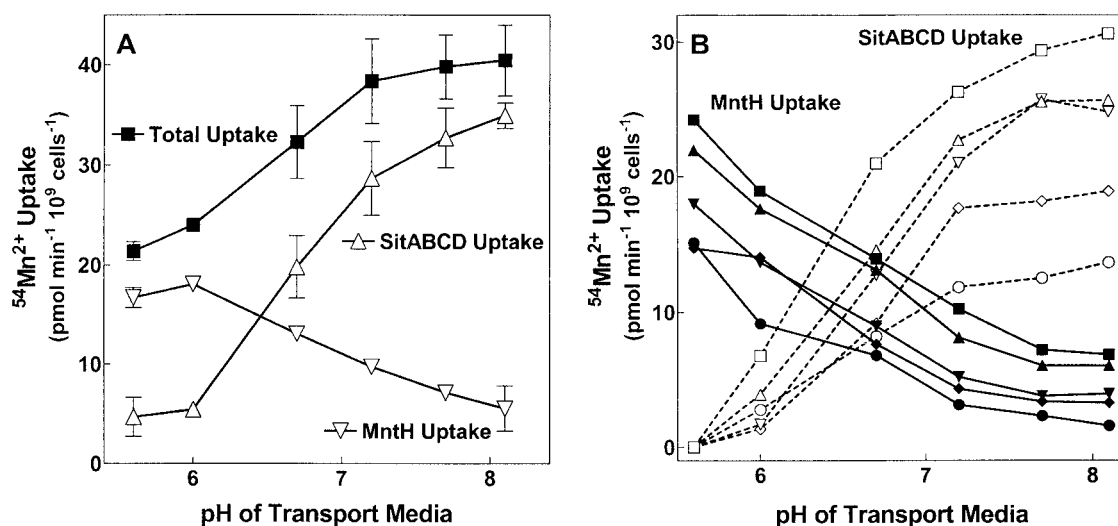 A
Total Uptake
SitABCD Uptake
MntH Uptake
⁵⁴Mn²⁺ Uptake
(pmol min⁻¹ 10⁹ cells⁻¹)
40
30
20
10
0
6
7
8
pH of Transport Media
B
SitABCD Uptake
MntH Uptake
⁵⁴Mn²⁺ Uptake
(pmol min⁻¹ 10⁹ cells⁻¹)
30
20
10
0
6
7
8
pH of Transport Media